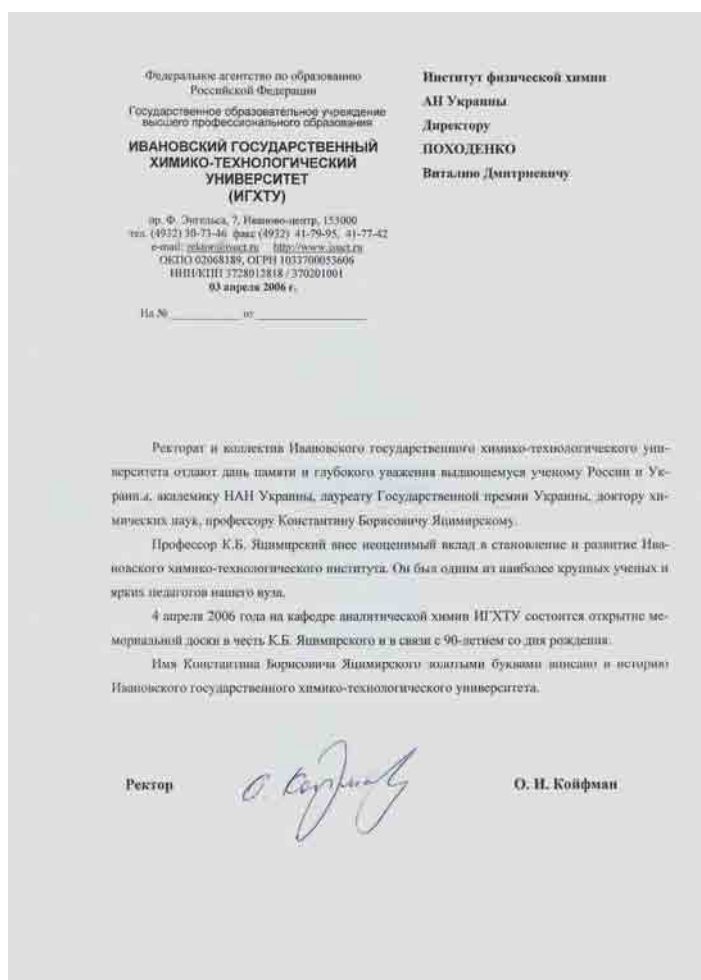 Федеральное агентство по образованию
Российской Федерации
Государственное образовательное учреждение
высшего профессионального образования
ИВАНОВСКИЙ ГОСУДАРСТВЕННЫЙ
ХИМИКО-ТЕХНОЛОГИЧЕСКИЙ
УНИВЕРСИТЕТ
(ИГХТУ)
пр. Ф. Энгельса, 7, Иваново-центр, 153000
тел. (4932) 30-73-46 факс (4932) 41-79-95, 41-77-42
e-mail: rektor@isuct.ru http://www.isuct.ru
ОКПО 02068189, ОГРН 1033700053606
ИНН/КПП 3728012818 / 370201001
03 апреля 2006 г.
На № ____________ от ____________________
Институт физической химии
АН Украины
Директору
ПОХОДЕНКО
Виталию Дмитриевичу
Ректорат и коллектив Ивановского государственного химико-технологического уни-
верситета отдают дань памяти и глубокого уважения выдающемуся ученому России и Ук-
раины, академику НАН Украины, лауреату Государственной премии Украины, доктору хи-
мических наук, профессору Константину Борисовичу Яцимирскому.
Профессор К.Б. Яцимирский внес неоценимый вклад в становление и развитие Ива-
новского химико-технологического института. Он был одним из наиболее крупных ученых и
ярких педагогов нашего вуза.
4 апреля 2006 года на кафедре аналитической химии ИГХТУ состоится открытие ме-
мориальной доски в честь К.Б. Яцимирского и в связи с 90-летием со дня рождения.
Имя Константина Борисовича Яцимирского золотыми буквами вписано в историю
Ивановского государственного химико-технологического университета.
Ректор О. Койфман О. И. Койфман